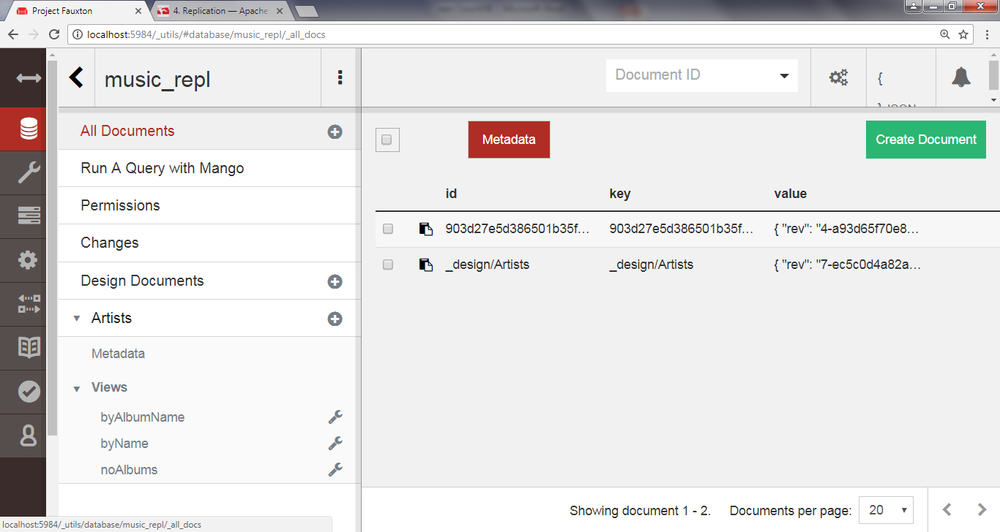 Project Fauxton
4. Replication — Apache
localhost:5984/_utils/#database/music_repl/_all_docs
music_repl
Document ID
{
All Documents
Run A Query with Mango
Permissions
Changes
Design Documents
Artists
Metadata
Views
byAlbumName
byName
noAlbums
Metadata
Create Document
id key value
903d27e5d386501b35f... 903d27e5d386501b35f... { "rev": "4-a93d65f70e8...
_design/Artists _design/Artists { "rev": "7-ec5c0d4a82a...
Showing document 1 - 2. Documents per page: 20
localhost:5984/_utils/database/music_repl/_all_docs